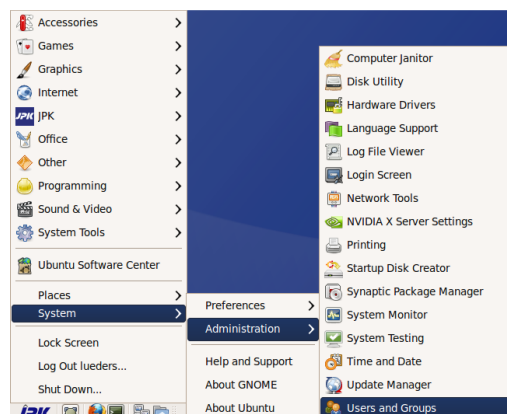 Accessories
Games
Graphics
Internet
JPK JPK
Office
Other
Programming
Sound & Video
System Tools
Ubuntu Software Center
Places
System
Lock Screen
Log Out lueders...
Shut Down...
JPK
Preferences
Administration
Help and Support
About GNOME
About Ubuntu
Computer Janitor
Disk Utility
Hardware Drivers
Language Support
Log File Viewer
Login Screen
Network Tools
NVIDIA X Server Settings
Printing
Startup Disk Creator
Synaptic Package Manager
System Monitor
System Testing
Time and Date
Update Manager
Users and Groups